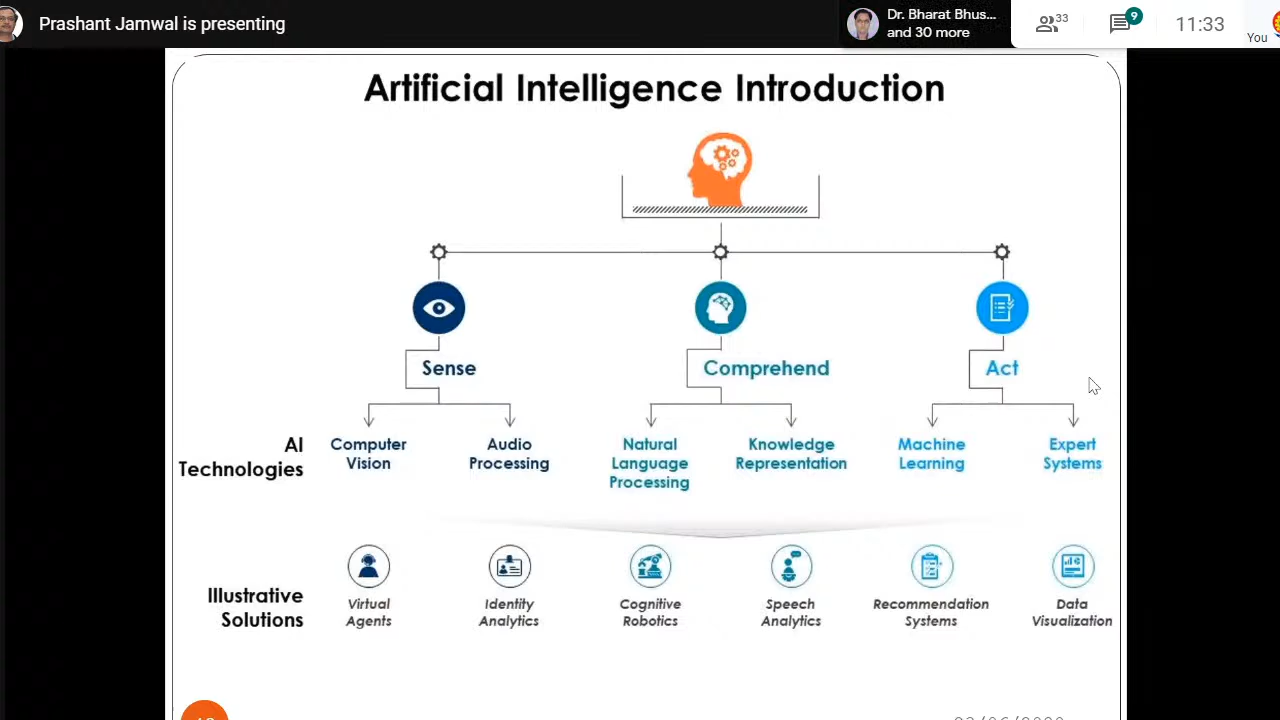 Prashant Jamwal is presenting
Dr. Bharat Bhus...
and 30 more
33
9
11:33
You
Artificial Intelligence Introduction
Sense
Comprehend
Act
AI
Technologies
Computer
Vision
Audio
Processing
Natural
Language
Processing
Knowledge
Representation
Machine
Learning
Expert
Systems
Illustrative
Solutions
Virtual
Agents
Identity
Analytics
Cognitive
Robotics
Speech
Analytics
Recommendation
Systems
Data
Visualization